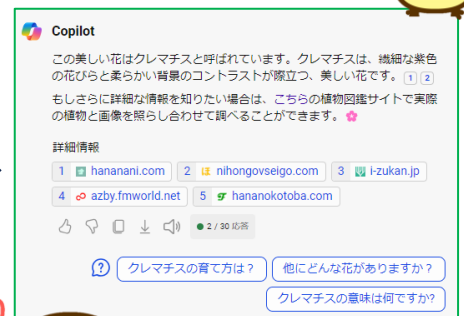 Copilot
この美しい花はクレマチスと呼ばれています。クレマチスは、繊細な紫色
の花びらと柔らかい背景のコントラストが際立つ、美しい花です。 1 2
もしさらに詳細な情報を知りたい場合は、こちらの植物図鑑サイトで実際
の植物と画像を照らし合わせて調べることができます。
詳細情報
1 hananani.com 2 nihongovseigo.com 3 i-zukan.jp
4 azby.fmworld.net 5 hananokotoba.com
2 / 30 応答
クレマチスの育て方は？ 他にどんな花がありますか？
クレマチスの意味は何ですか?